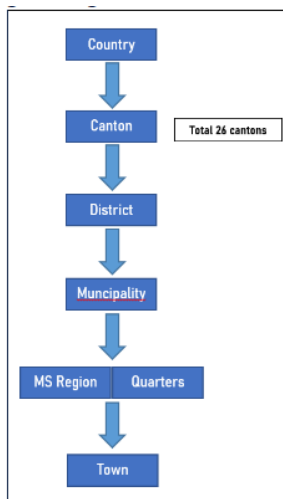 Country
Canton
Total 26 cantons
District
Muncipality
MS Region
Quarters
Town